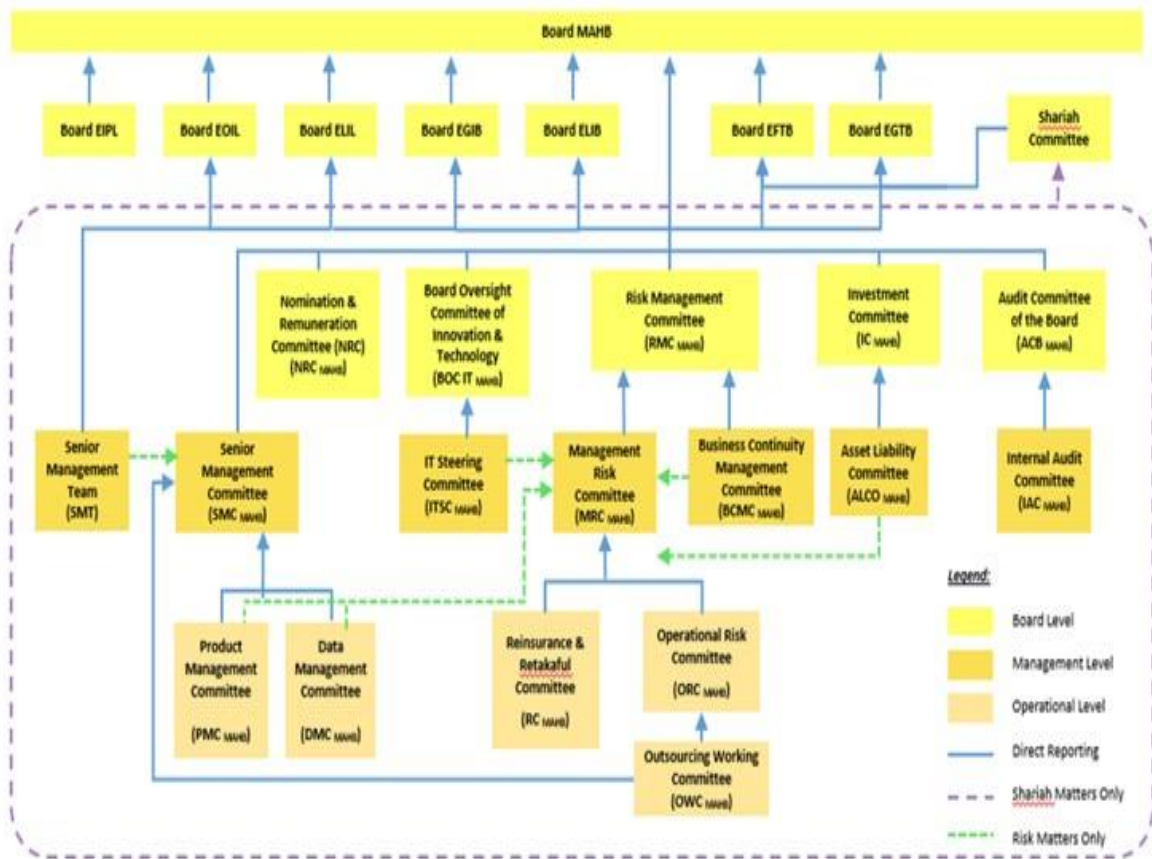 Board MAHB
Board EIPL
Board EOIL
Board ELIL
Board EGIB
Board ELIB
Board EFTB
Board EGTB
Shariah
Committee
Nomination &
Remuneration
Committee (NRC)
(NRC MAHB)
Board Oversight
Committee of
Innovation &
Technology
(BOC IT MAHB)
Risk Management
Committee
(RMC MAHB)
Investment
Committee
(IC MAHB)
Audit Committee
of the Board
(ACB MAHB)
Senior
Management
Team
(SMT)
Senior
Management
Committee
(SMC MAHB)
IT Steering
Committee
(ITSC MAHB)
Management
Risk
Committee
(MRC MAHB)
Business Continuity
Management
Committee
(BCMC MAHB)
Asset Liability
Committee
(ALCO MAHB)
Internal Audit
Committee
(IAC MAHB)
Product
Management
Committee
(PMC MAHB)
Data
Management
Committee
(DMC MAHB)
Reinsurance &
Retakaful
Committee
(RC MAHB)
Operational Risk
Committee
(ORC MAHB)
Outsourcing Working
Committee
(OWC MAHB)
Legend:
Board Level
Management Level
Operational Level
Direct Reporting
Shariah Matters Only
Risk Matters Only